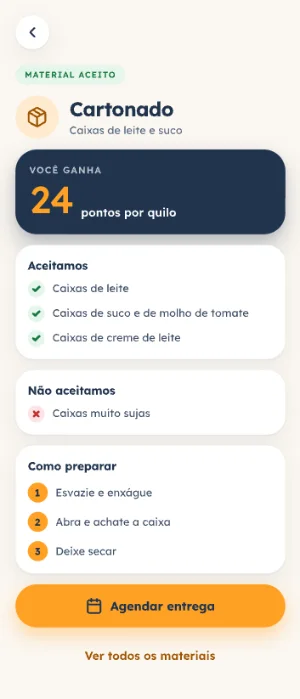 MATERIAL ACEITO
Cartonado
Caixas de leite e suco
VOCÊ GANHA
24 pontos por quilo
Aceitamos
Caixas de leite
Caixas de suco e de molho de tomate
Caixas de creme de leite
Não aceitamos
Caixas muito sujas
Como preparar
1 Esvazie e enxágue
2 Abra e achate a caixa
3 Deixe secar
Agendar entrega
Ver todos os materiais